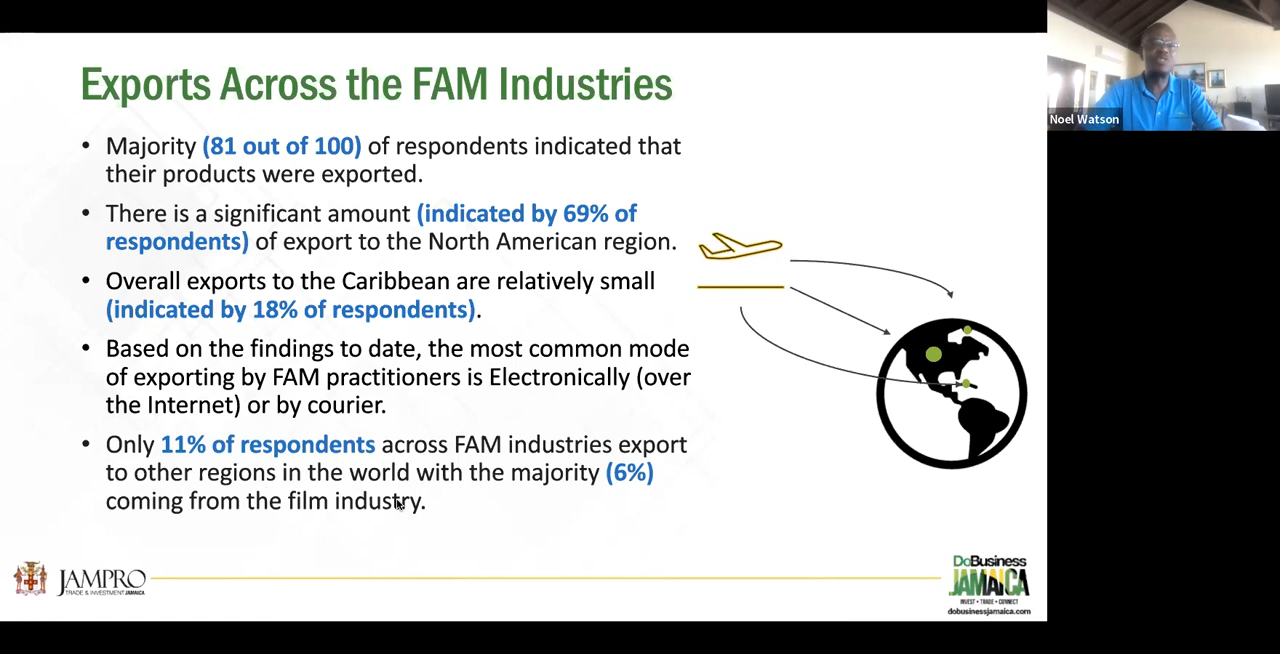 Exports Across the FAM Industries
Noel Watson
• Majority (81 out of 100) of respondents indicated that
their products were exported.
• There is a significant amount (indicated by 69% of
respondents) of export to the North American region.
• Overall exports to the Caribbean are relatively small
(indicated by 18% of respondents).
• Based on the findings to date, the most common mode
of exporting by FAM practitioners is Electronically (over
the Internet) or by courier.
• Only 11% of respondents across FAM industries export
to other regions in the world with the majority (6%)
coming from the film industry.
JAMPRO
TRADE & INVESTMENT JAMAICA
DoBusiness
JAMAICA
INVEST • TRADE • CONNECT
dobusinessjamaica.com